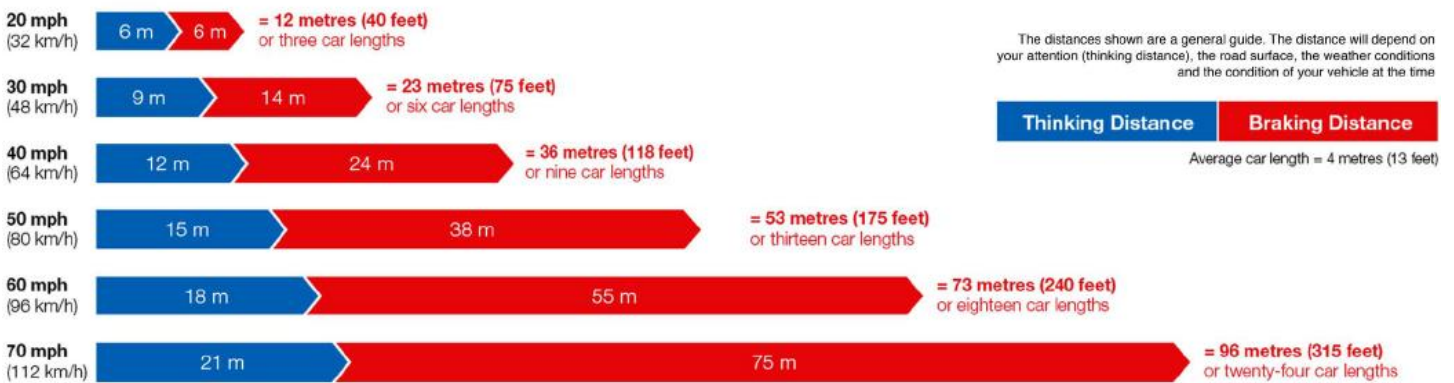 20 mph
(32 km/h)
6 m
6 m
= 12 metres (40 feet)
or three car lengths
The distances shown are a general guide. The distance will depend on
your attention (thinking distance), the road surface, the weather conditions
and the condition of your vehicle at the time
30 mph
(48 km/h)
9 m
14 m
= 23 metres (75 feet)
or six car lengths
Thinking Distance
Braking Distance
Average car length = 4 metres (13 feet)
40 mph
(64 km/h)
12 m
24 m
= 36 metres (118 feet)
or nine car lengths
50 mph
(80 km/h)
15 m
38 m
= 53 metres (175 feet)
or thirteen car lengths
60 mph
(96 km/h)
18 m
55 m
= 73 metres (240 feet)
or eighteen car lengths
70 mph
(112 km/h)
21 m
75 m
= 96 metres (315 feet)
or twenty-four car lengths